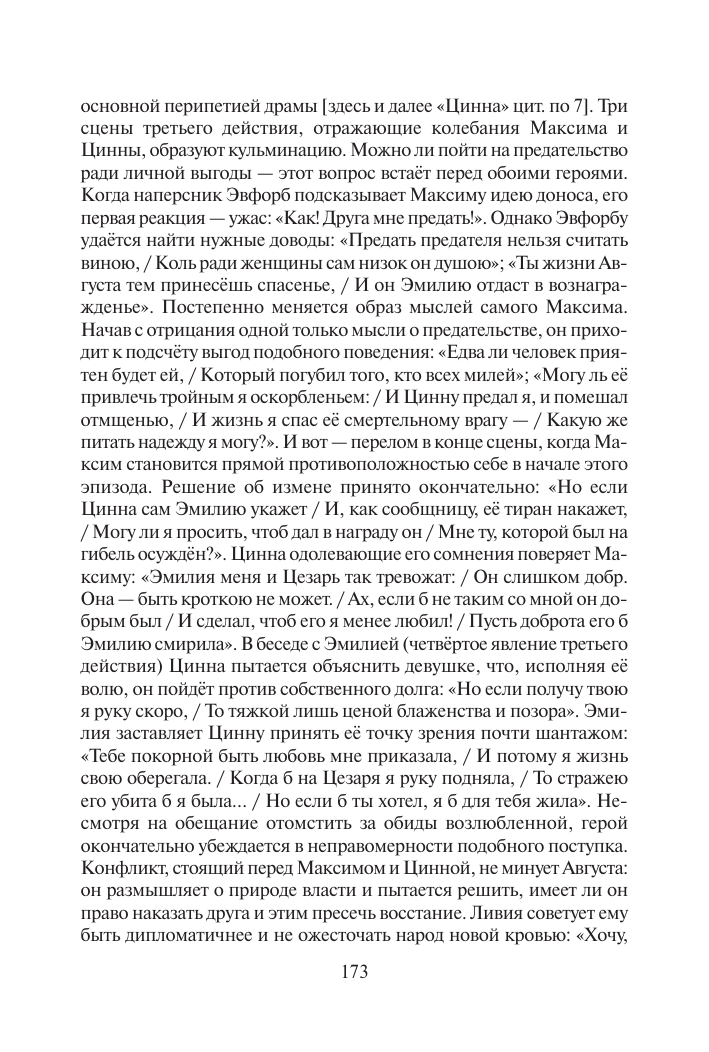 основной перипетией драмы [здесь и далее «Цинна» цит. по 7]. Три
сцены третьего действия, отражающие колебания Максима и
Цинны, образуют кульминацию. Можно ли пойти на предательство
ради личной выгоды — этот вопрос встаёт перед обоими героями.
Когда наперсник Эвфорб подсказывает Максиму идею доноса, его
первая реакция — ужас: «Как! Друга мне предать!». Однако Эвфорбу
удаётся найти нужные доводы: «Предать предателя нельзя считать
виною, / Коль ради женщины сам низок он душою»; «Ты жизни Ав-
густа тем принесёшь спасенье, / И он Эмилию отдаст в вознагра-
жденье». Постепенно меняется образ мыслей самого Максима.
Начав с отрицания одной только мысли о предательстве, он прихо-
дит к подсчёту выгод подобного поведения: «Едва ли человек прия-
тен будет ей, / Который погубил того, кто всех милей»; «Могу ль её
привлечь тройным я оскорбленьем: / И Цинну предал я, и помешал
отмщенью, / И жизнь я спас её смертельному врагу — / Какую же
питать надежду я могу?». И вот — перелом в конце сцены, когда Ма-
ксим становится прямой противоположностью себе в начале этого
эпизода. Решение об измене принято окончательно: «Но если
Цинна сам Эмилию укажет / И, как сообщницу, её тиран накажет,
/ Могу ли я просить, чтоб дал в награду он / Мне ту, которой был на
гибель осуждён?». Цинна одолевающие его сомнения поверяет Ма-
ксиму: «Эмилия меня и Цезарь так тревожат: / Он слишком добр.
Она — быть кроткою не может. / Ах, если б не таким со мной он до-
брым был / И сделал, чтоб его я менее любил! / Пусть доброта его б
Эмилию смирила». В беседе с Эмилией (четвёртое явление третьего
действия) Цинна пытается объяснить девушке, что, исполняя её
волю, он пойдёт против собственного долга: «Но если получу твою
я руку скоро, / То тяжкой лишь ценой блаженства и позора». Эми-
лия заставляет Цинну принять её точку зрения почти шантажом:
«Тебе покорной быть любовь мне приказала, / И потому я жизнь
свою оберегала. / Когда б на Цезаря я руку подняла, / То стражею
его убита б я была... / Но если б ты хотел, я б для тебя жила». Не-
смотря на обещание отомстить за обиды возлюбленной, герой
окончательно убеждается в неправомерности подобного поступка.
Конфликт, стоящий перед Максимом и Цинной, не минует Августа:
он размышляет о природе власти и пытается решить, имеет ли он
право наказать друга и этим пресечь восстание. Ливия советует ему
быть дипломатичнее и не ожесточать народ новой кровью: «Хочу,
173